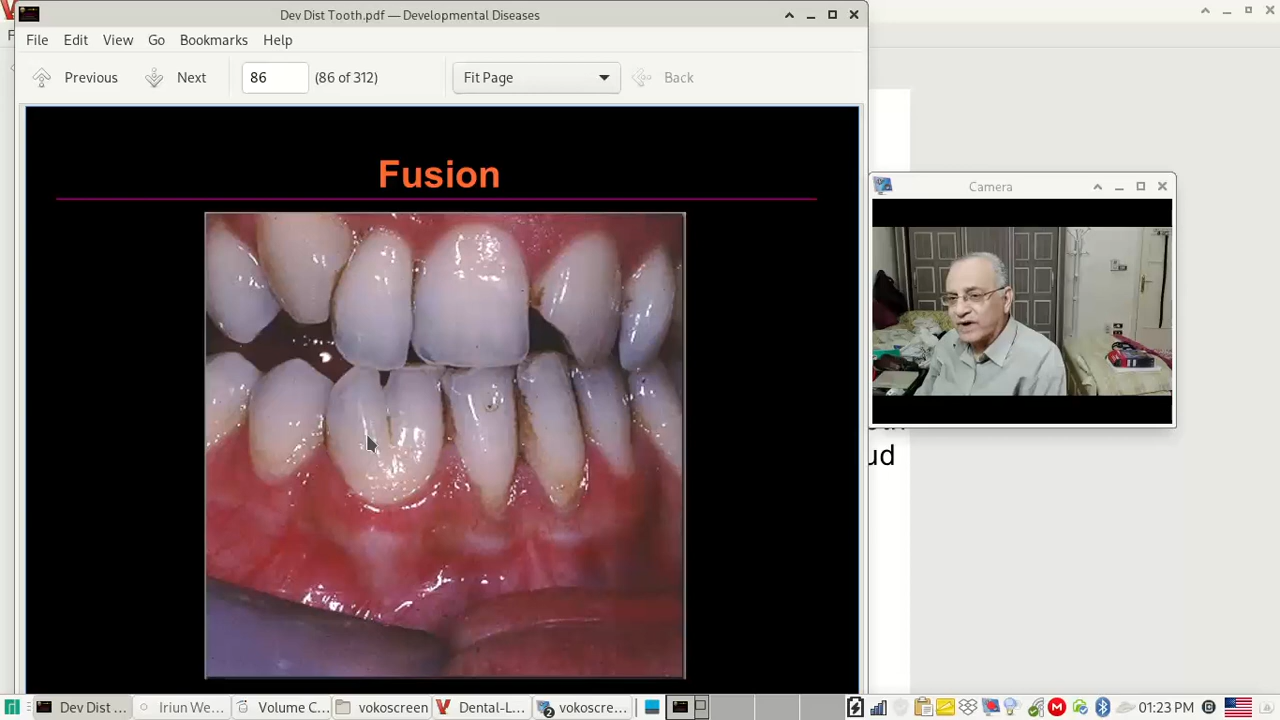 Dev Dist Tooth.pdf — Developmental Diseases
File Edit View Go Bookmarks Help
Previous Next 86 (86 of 312) Fit Page Back
Fusion
Camera
ud
Dev Dist ... Iriun We... Volume C... vokoscreen Dental-L... vokoscre... 01:23 PM